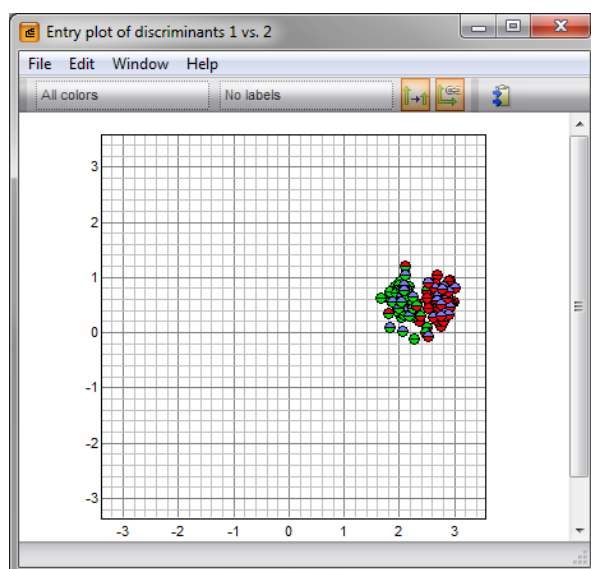 Entry plot of discriminants 1 vs. 2
File Edit Window Help
All colors No labels
3
2
1
0
-1
-2
-3
-3 -2 -1 0 1 2 3